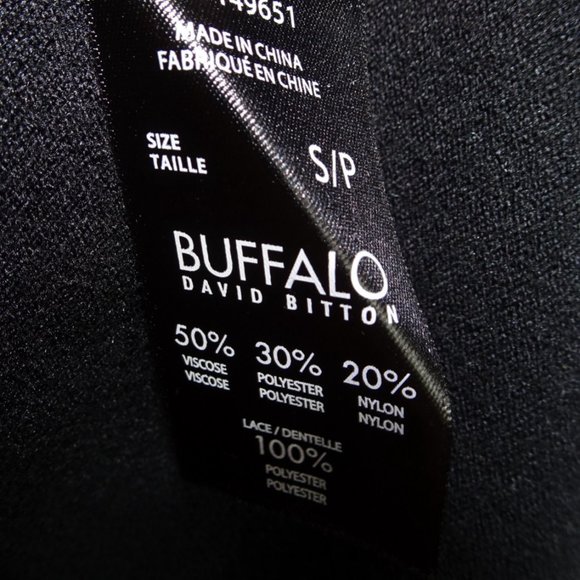 149651
MADE IN CHINA
FABRIQUÉ EN CHINE
SIZE
TAILLE
S/P
BUFFALO
DAVID BITTON
50% 30% 20%
VISCOSE POLYESTER NYLON
VISCOSE POLYESTER NYLON
LACE / DENTELLE
100%
POLYESTER
POLYESTER